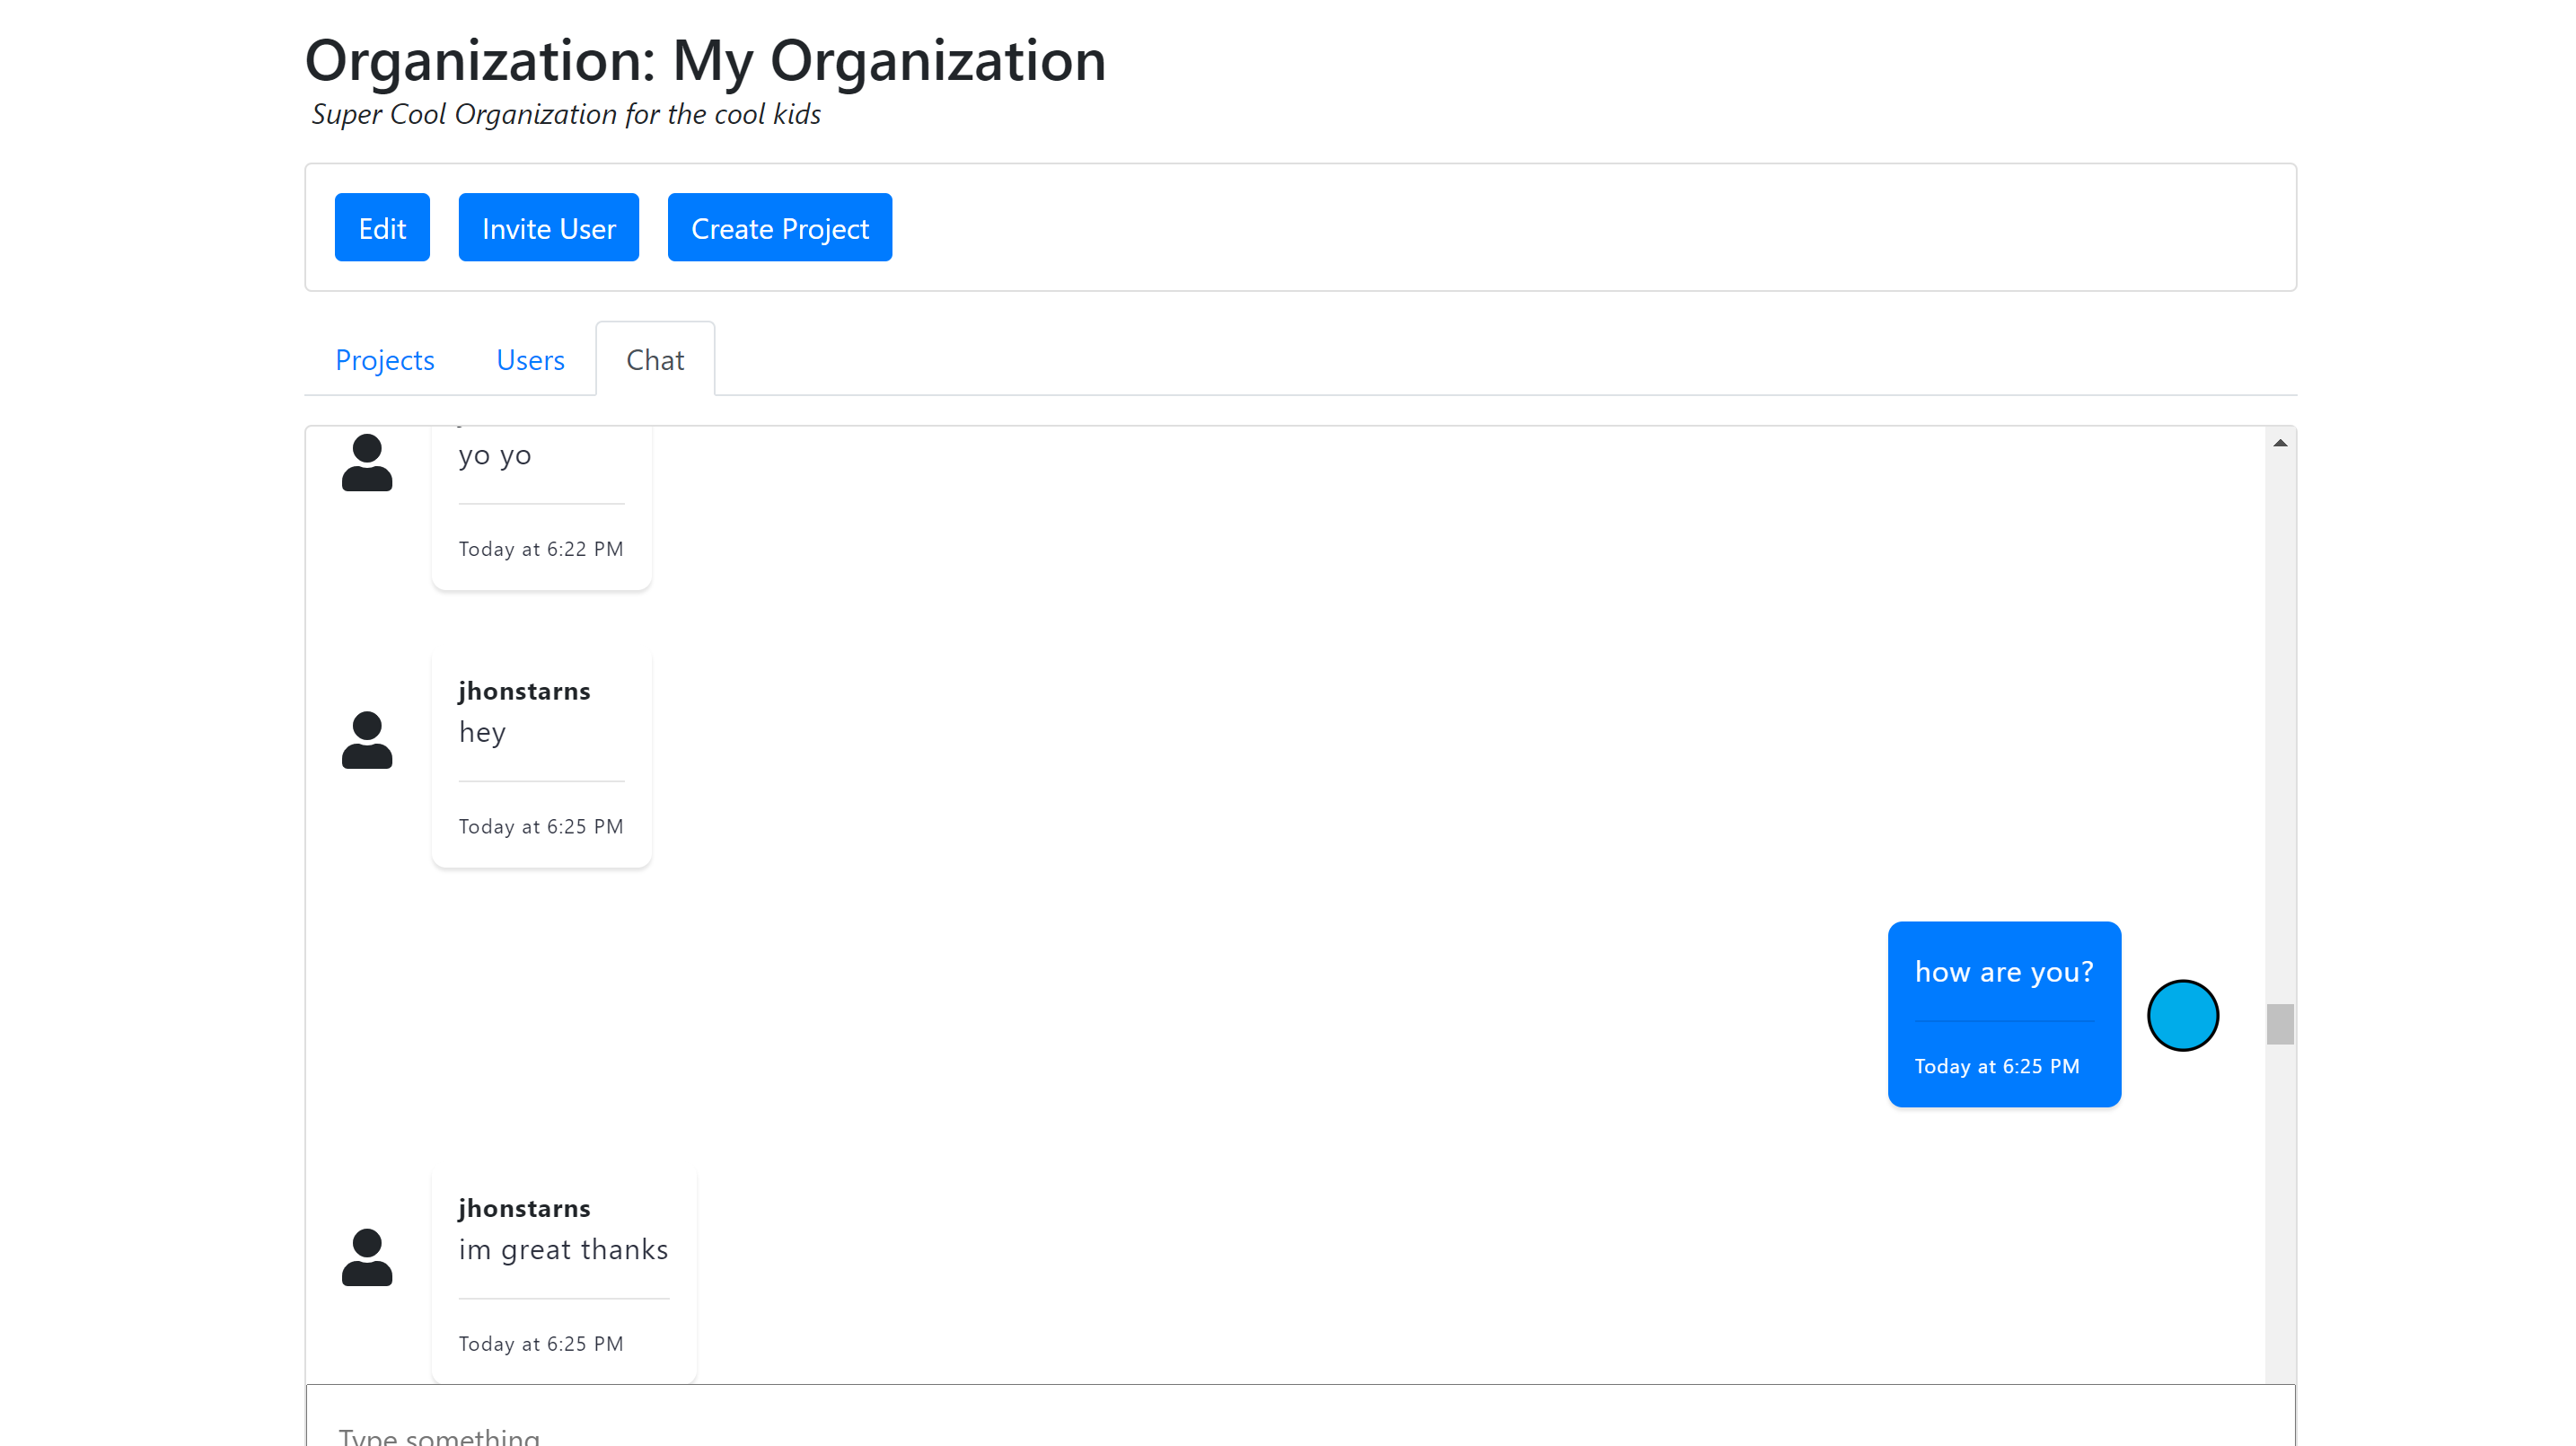 Organization: My Organization
Super Cool Organization for the cool kids
Edit Invite User Create Project
Projects Users Chat
yo yo
Today at 6:22 PM
jhonstarns
hey
Today at 6:25 PM
how are you?
Today at 6:25 PM
jhonstarns
im great thanks
Today at 6:25 PM
Type something